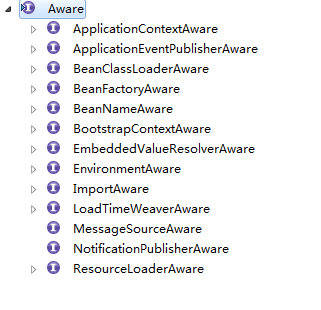 Aware
ApplicationContextAware
ApplicationEventPublisherAware
BeanClassLoaderAware
BeanFactoryAware
BeanNameAware
BootstrapContextAware
EmbeddedValueResolverAware
EnvironmentAware
ImportAware
LoadTimeWeaverAware
MessageSourceAware
NotificationPublisherAware
ResourceLoaderAware